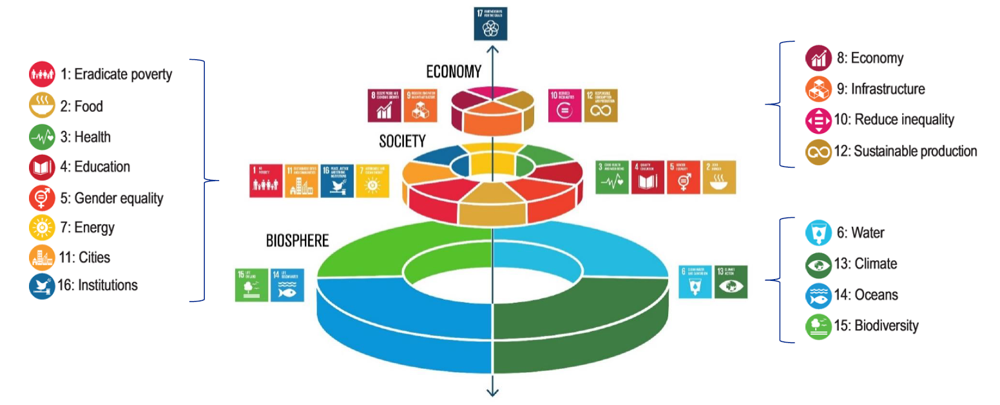 17 PARTNERSHIPS
FOR THE GOALS
ECONOMY
8 DECENT WORK AND
ECONOMIC GROWTH
9 INDUSTRY, INNOVATION
AND INFRASTRUCTURE
10 REDUCED
INEQUALITIES
12 RESPONSIBLE
CONSUMPTION
AND PRODUCTION
SOCIETY
1 NO
POVERTY
11 SUSTAINABLE CITIES
AND COMMUNITIES
16 PEACE, JUSTICE
AND STRONG
INSTITUTIONS
7 AFFORDABLE AND
CLEAN ENERGY
3 GOOD HEALTH
AND WELL-BEING
4 QUALITY
EDUCATION
5 GENDER
EQUALITY
2 ZERO
HUNGER
BIOSPHERE
15 LIFE
ON LAND
14 LIFE
BELOW WATER
6 CLEAN WATER
AND SANITATION
13 CLIMATE
ACTION
1: Eradicate poverty
2: Food
3: Health
4: Education
5: Gender equality
7: Energy
11: Cities
16: Institutions
8: Economy
9: Infrastructure
10: Reduce inequality
12: Sustainable production
6: Water
13: Climate
14: Oceans
15: Biodiversity